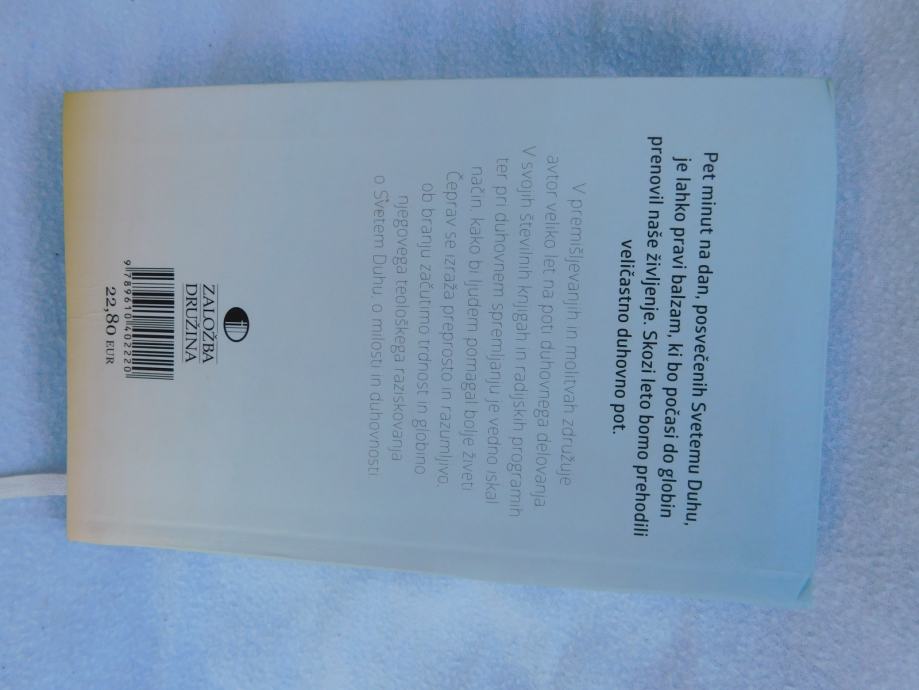 Pet minut na dan, posvečenih Svetemu Duhu,
je lahko pravi balzam, ki bo počasi do globin
prenovil naše življenje. Skozi leto bomo prehodili
veličastno duhovno pot.
V premišljevanjih in molitvah združuje
avtor veliko let na poti duhovnega delovanja.
V svojih številnih knjigah in radijskih programih
ter pri duhovnem spremljanju je vedno iskal
način, kako bi ljudem pomagal bolje živeti.
Čeprav se izraža preprosto in razumljivo,
ob branju začutimo trdnost in globino
njegovega teološkega raziskovanja
o Svetem Duhu, o milosti in duhovnosti.
ZALOŽBA
DRUŽINA
9 789610 402220
22,80 EUR